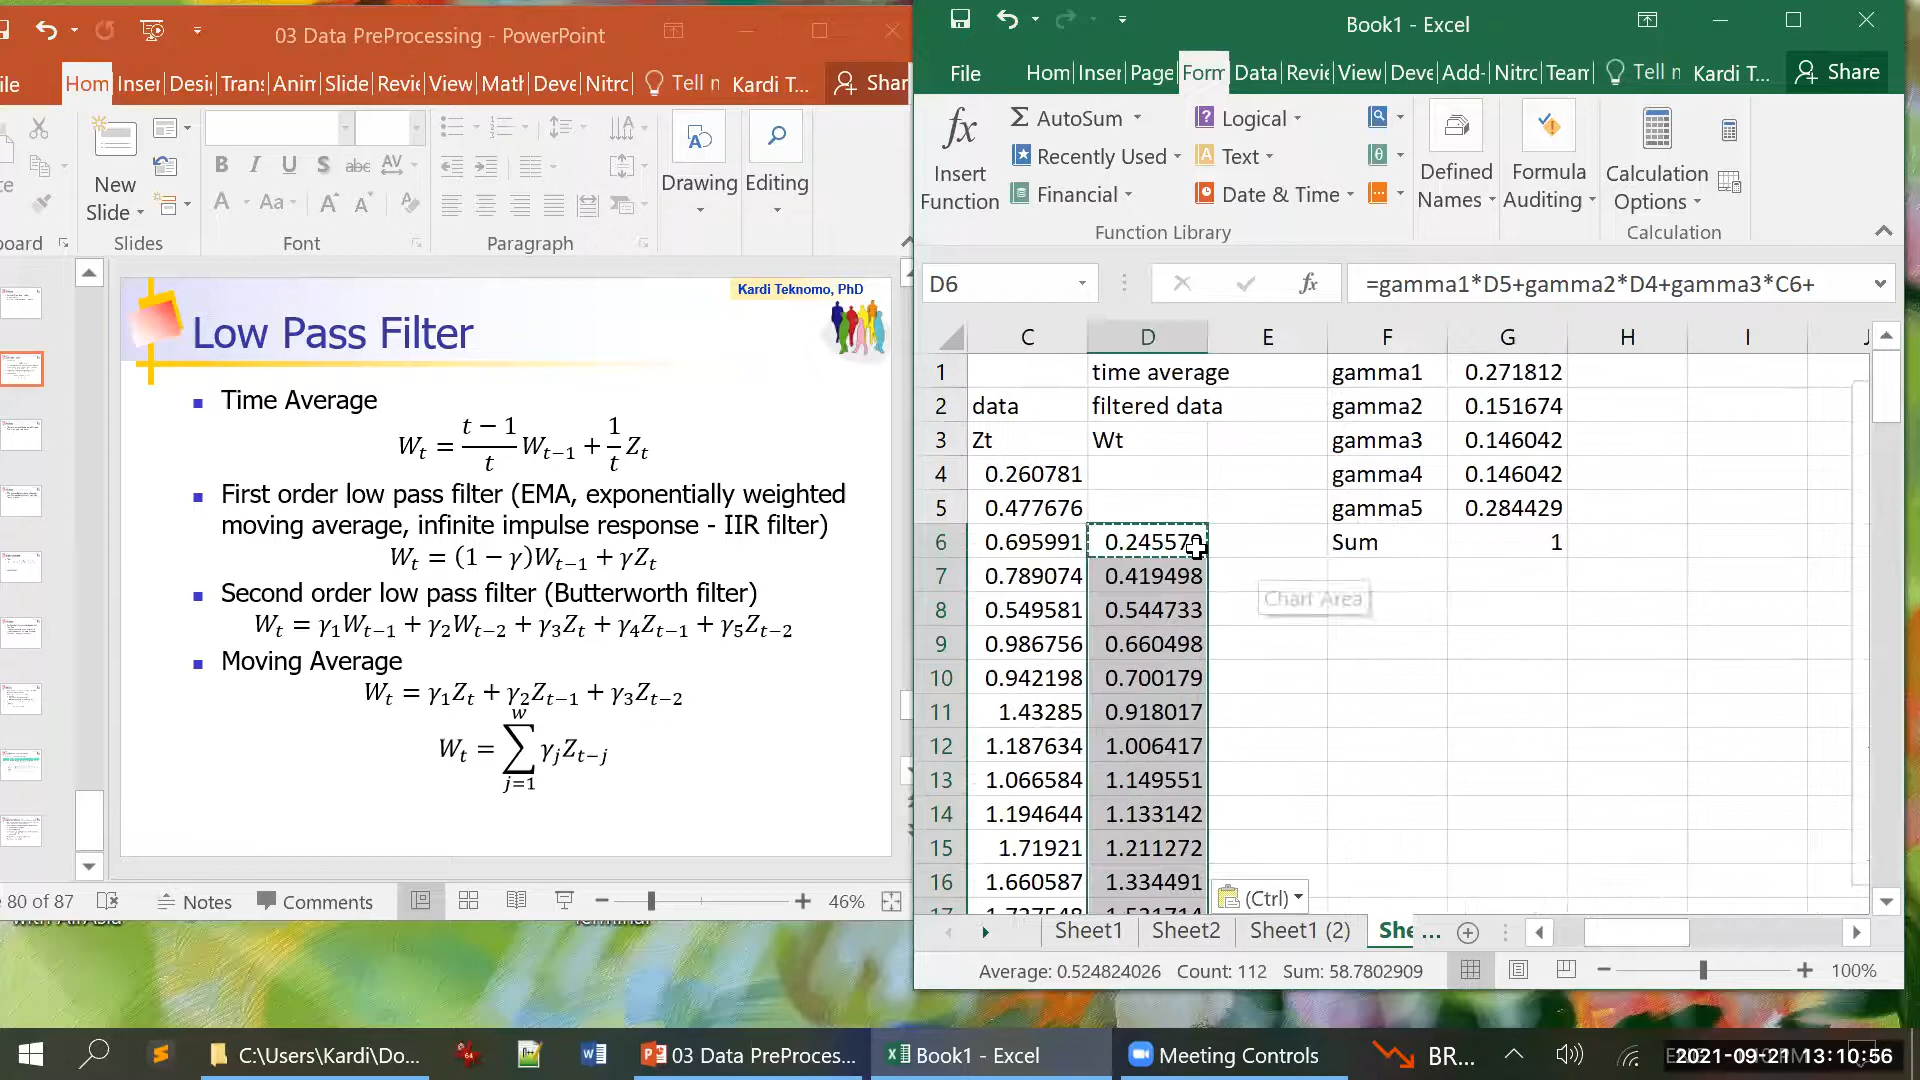 03 Data PreProcessing - PowerPoint
ile
Hom
Inser
Desi
Tran
Anim
Slide
Revie
View
Math
Deve
Nitro
Tell n
Kardi T...
Shar
New
Slide
Drawing
Editing
board
Slides
Font
Paragraph
Kardi Teknomo, PhD
Low Pass Filter
Time Average
W_t = \frac{t-1}{t} W_{t-1} + \frac{1}{t} Z_t
First order low pass filter (EMA, exponentially weighted
moving average, infinite impulse response - IIR filter)
W_t = (1 − γ)W_{t−1} + γZ_t
Second order low pass filter (Butterworth filter)
W_t = γ_1W_{t−1} + γ_2W_{t−2} + γ_3Z_t + γ_4Z_{t−1} + γ_5Z_{t−2}
Moving Average
W_t = γ_1Z_t + γ_2Z_{t−1} + γ_3Z_{t−2}
W_t = \sum_{j=1}^{w} γ_jZ_{t−j}
80 of 87
Notes
Comments
46%
Book1 - Excel
File
Hom
Inser
Page
Form
Data
Revie
View
Deve
Add-
Nitro
Team
Tell n
Kardi T...
Share
fx
Insert
Function
Σ AutoSum
Recently Used
Financial
Logical
Text
Date & Time
Defined
Names
Formula
Auditing
Calculation
Options
Function Library
Calculation
D6
fx
=gamma1*D5+gamma2*D4+gamma3*C6+
C D E F G H I J
1 time average gamma1 0.271812
2 data filtered data gamma2 0.151674
3 Zt Wt gamma3 0.146042
4 0.260781 gamma4 0.146042
5 0.477676 gamma5 0.284429
6 0.695991 Sum 1
7 0.789074 0.419498
8 0.549581 0.544733
9 0.986756 0.660498
10 0.942198 0.700179
11 1.43285 0.918017
12 1.187634 1.006417
13 1.066584 1.149551
14 1.194644 1.133142
15 1.71921 1.211272
16 1.660587 1.334491
Chart Area
(Ctrl)
Sheet1
Sheet2
Sheet1 (2)
She ...
Average: 0.524824026 Count: 112 Sum: 58.7802909
100%
C:\Users\Kardi\Do...
03 Data PreProces...
Book1 - Excel
Meeting Controls
BR...
2021-09-21 13:10:56